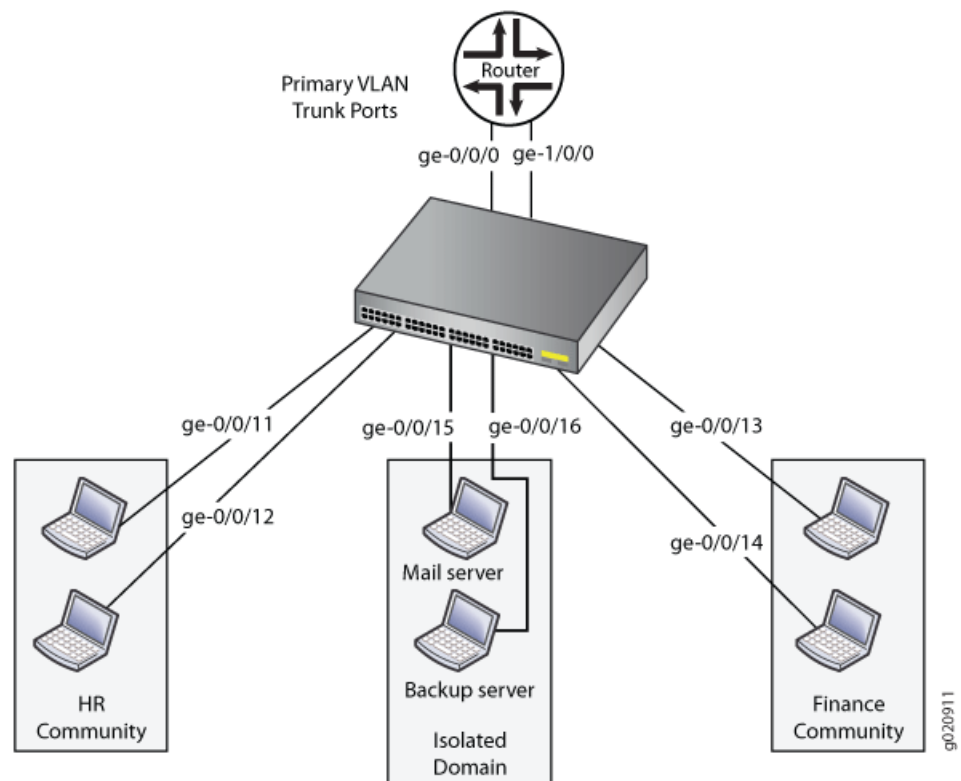 Router
Primary VLAN
Trunk Ports
ge-0/0/0
ge-1/0/0
ge-0/0/11
ge-0/0/15
ge-0/0/16
ge-0/0/13
ge-0/0/12
ge-0/0/14
Mail server
Backup server
HR
Community
Isolated
Domain
Finance
Community
g020911